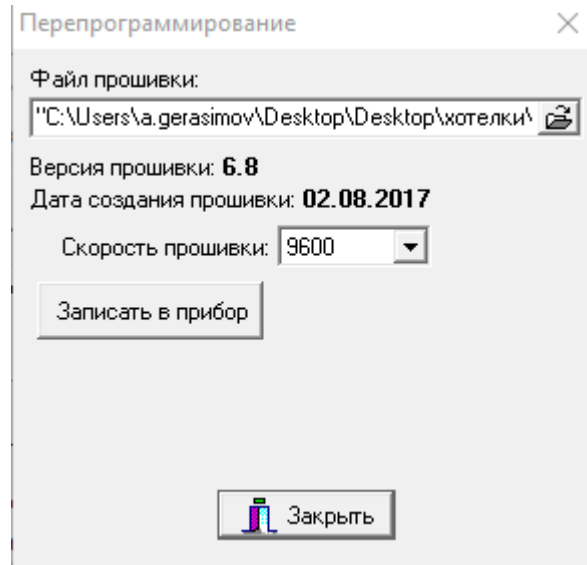 Перепрограммирование
Файл прошивки:
"C:\Users\a.gerasimov\Desktop\Desktop\хотелки\
Версия прошивки: 6.8
Дата создания прошивки: 02.08.2017
Скорость прошивки: 9600
Записать в прибор
Закрыть